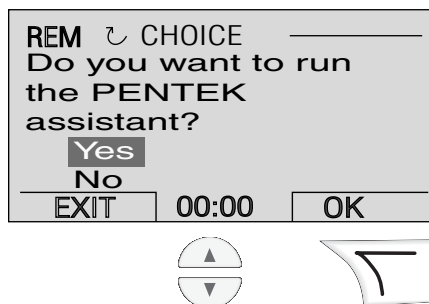 REM ↻ CHOICE
Do you want to run
the PENTEK
assistant?
Yes
No
EXIT 00:00 OK